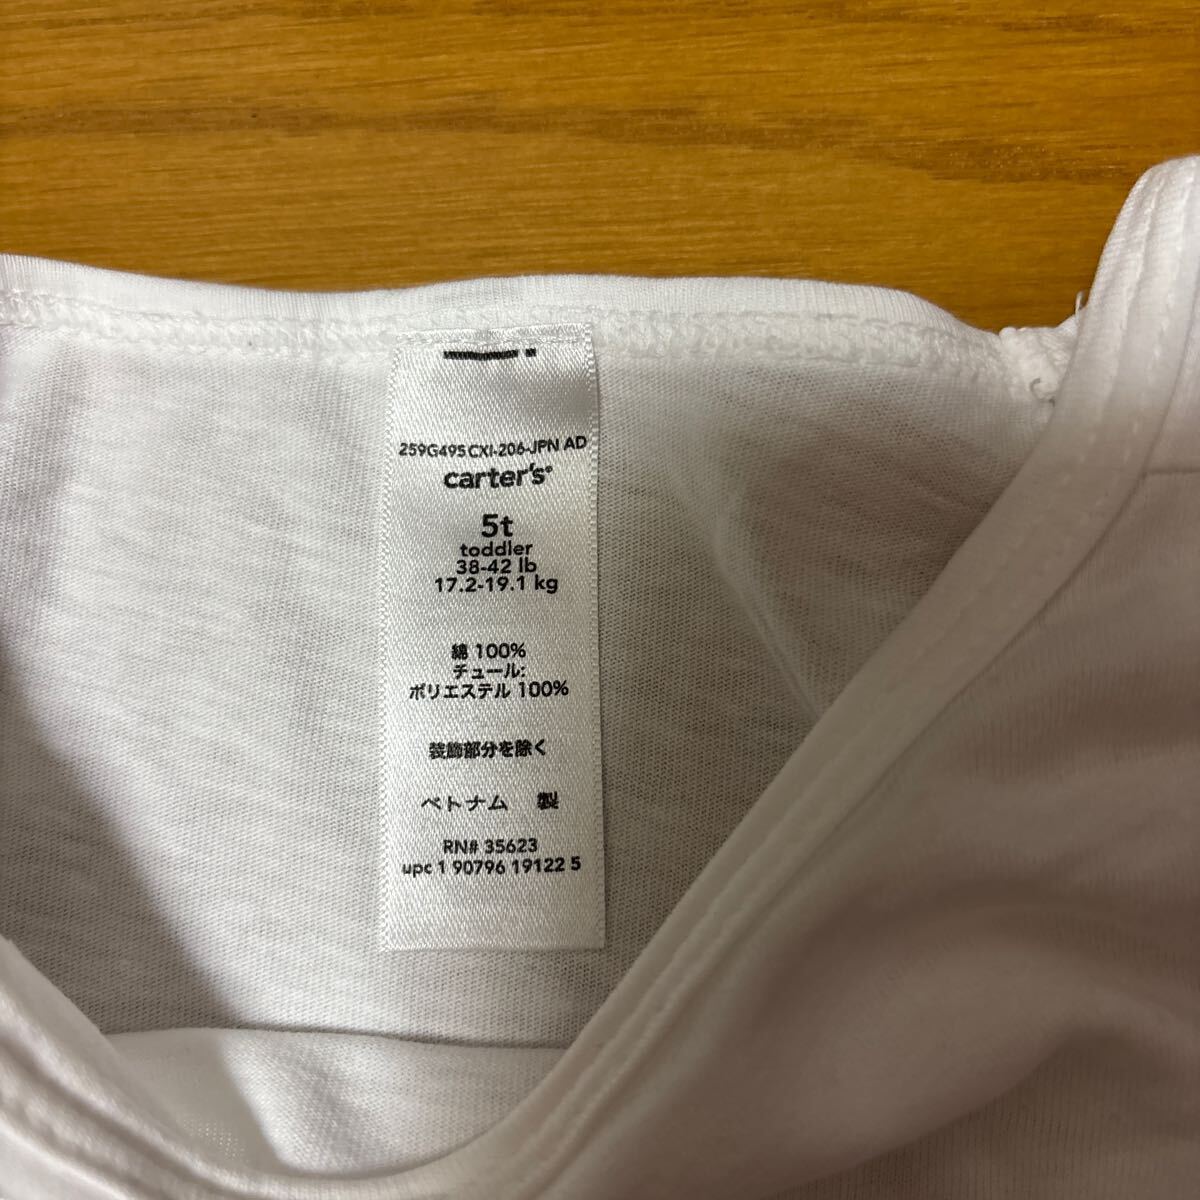 259G495 CXI-206-JPN AD
carter's®
5t
toddler
38-42 lb
17.2-19.1 kg
綿 100%
チュール:
ポリエステル 100%
装飾部分を除く
ベトナム 製
RN# 35623
upc 1 90796 19122 5